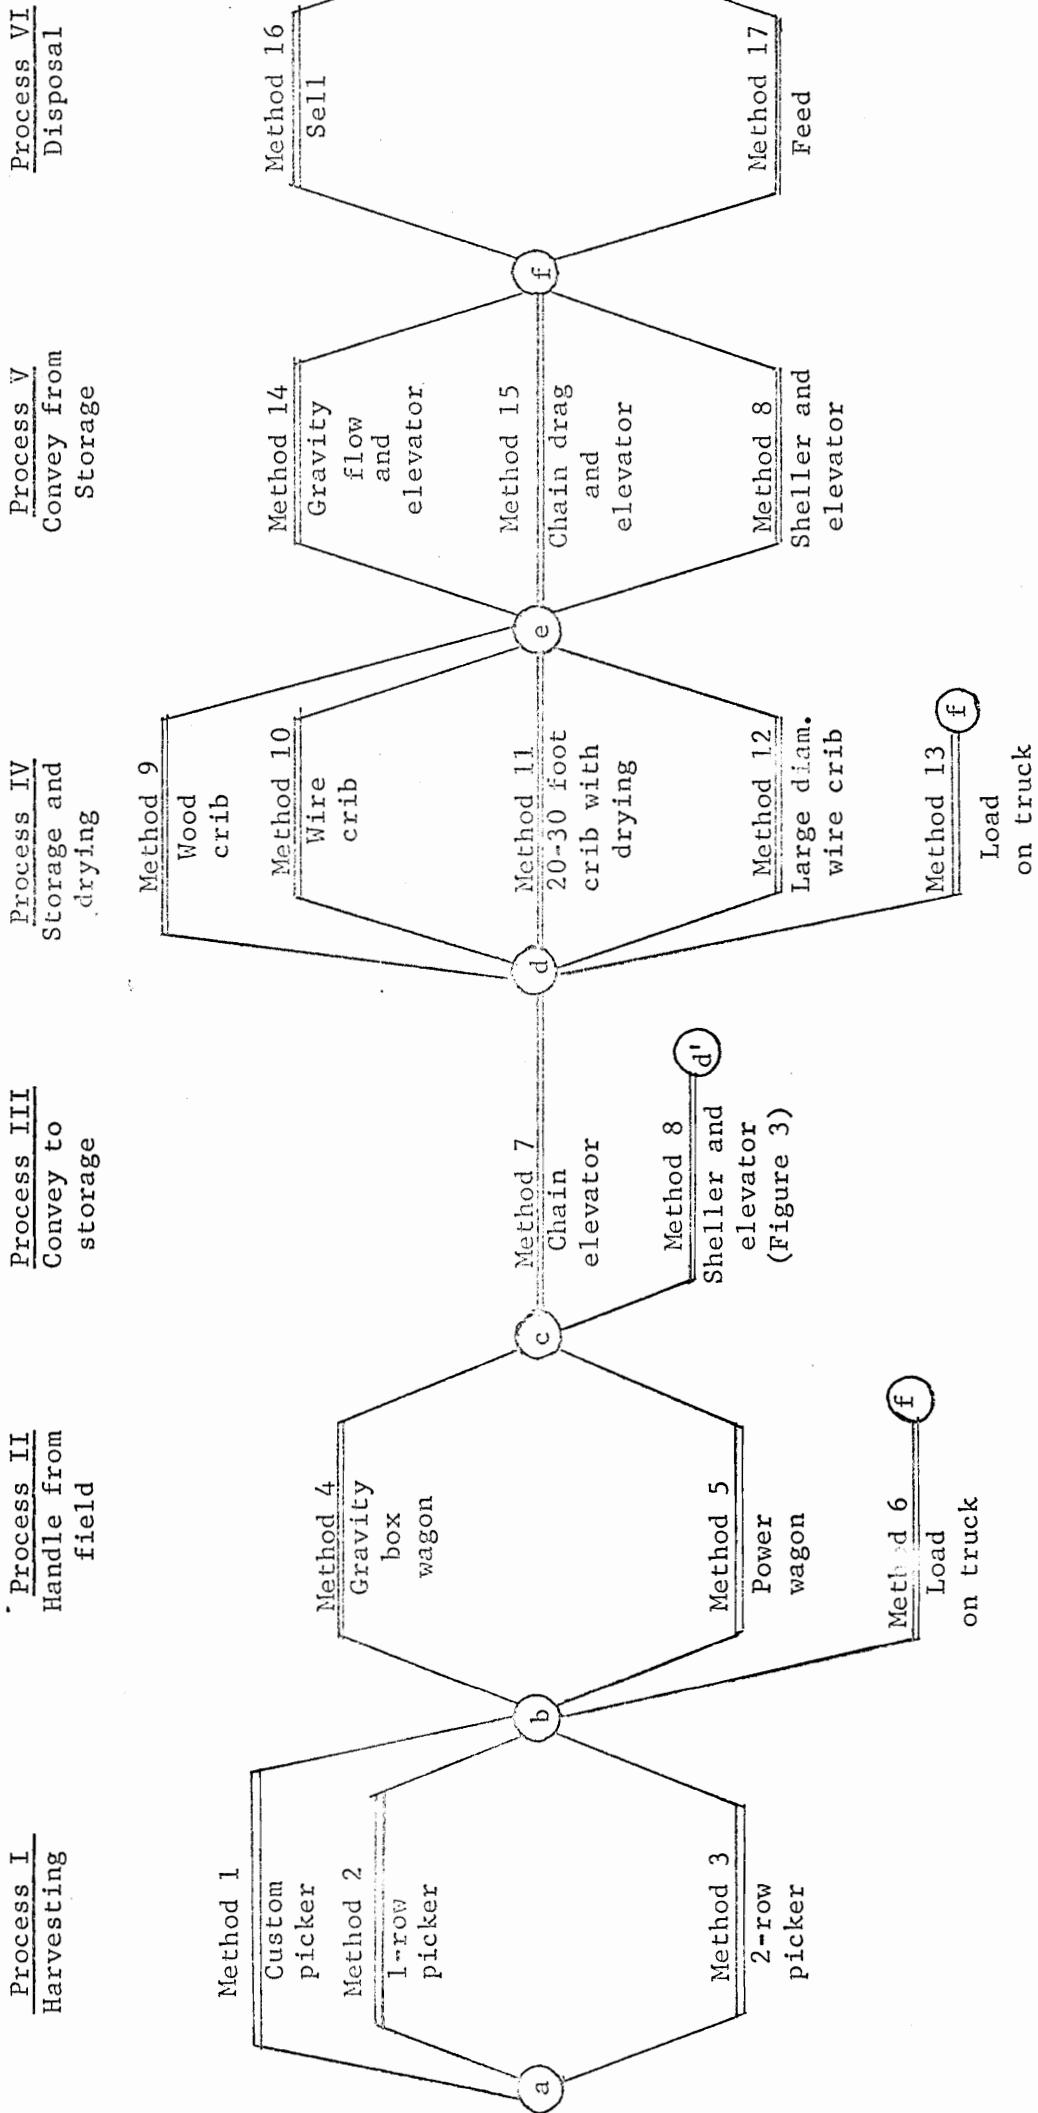 Process I
Harvesting
Method 1
Custom
picker
Method 2
1-row
picker
Method 3
2-row
picker
a
b
Process II
Handle from
field
Method 4
Gravity
box
wagon
Method 5
Power
wagon
Method 6
Load
on truck
f
c
Process III
Convey to
storage
Method 7
Chain
elevator
Method 8
Sheller and
elevator
(Figure 3)
d'
d
Process IV
Storage and
drying
Method 9
Wood
crib
Method 10
Wire
crib
Method 11
20-30 foot
crib with
drying
Method 12
Large diam.
wire crib
Method 13
Load
on truck
f
e
Process V
Convey from
Storage
Method 14
Gravity
flow
and
elevator
Method 15
Chain drag
and
elevator
Method 8
Sheller and
elevator
f
Process VI
Disposal
Method 16
Sell
Method 17
Feed